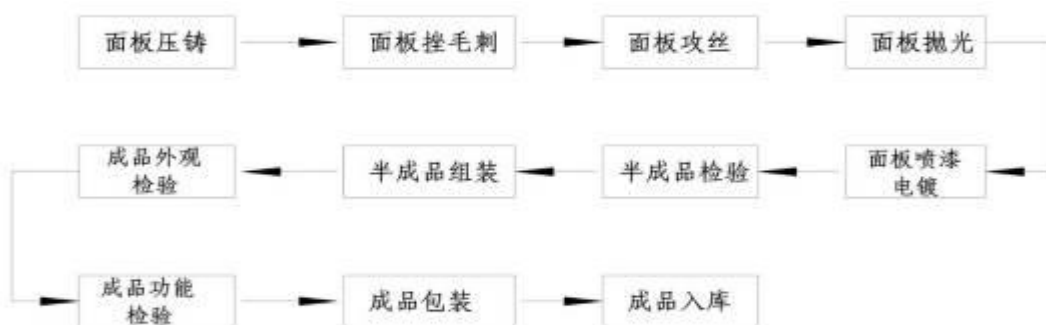 面板压铸
面板挫毛刺
面板攻丝
面板抛光
成品外观
检验
半成品组装
半成品检验
面板喷漆
电镀
成品功能
检验
成品包装
成品入库